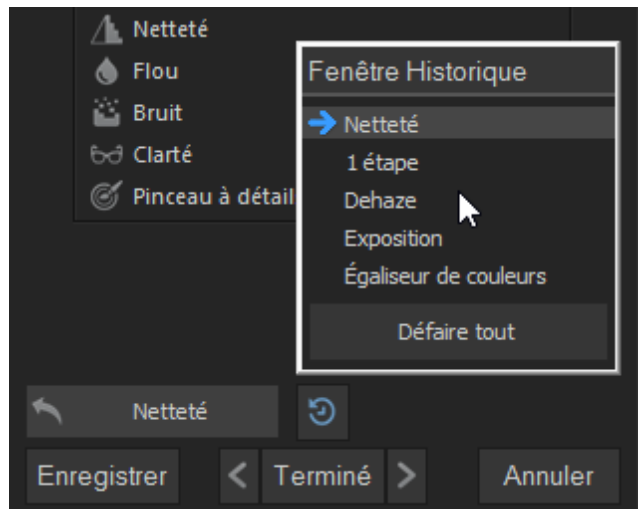 Netteté
Flou
Bruit
Clarté
Pinceau à détail
Fenêtre Historique
Netteté
1 étape
Dehaze
Exposition
Égaliseur de couleurs
Défaire tout
Netteté
Enregistrer
< Terminé >
Annuler